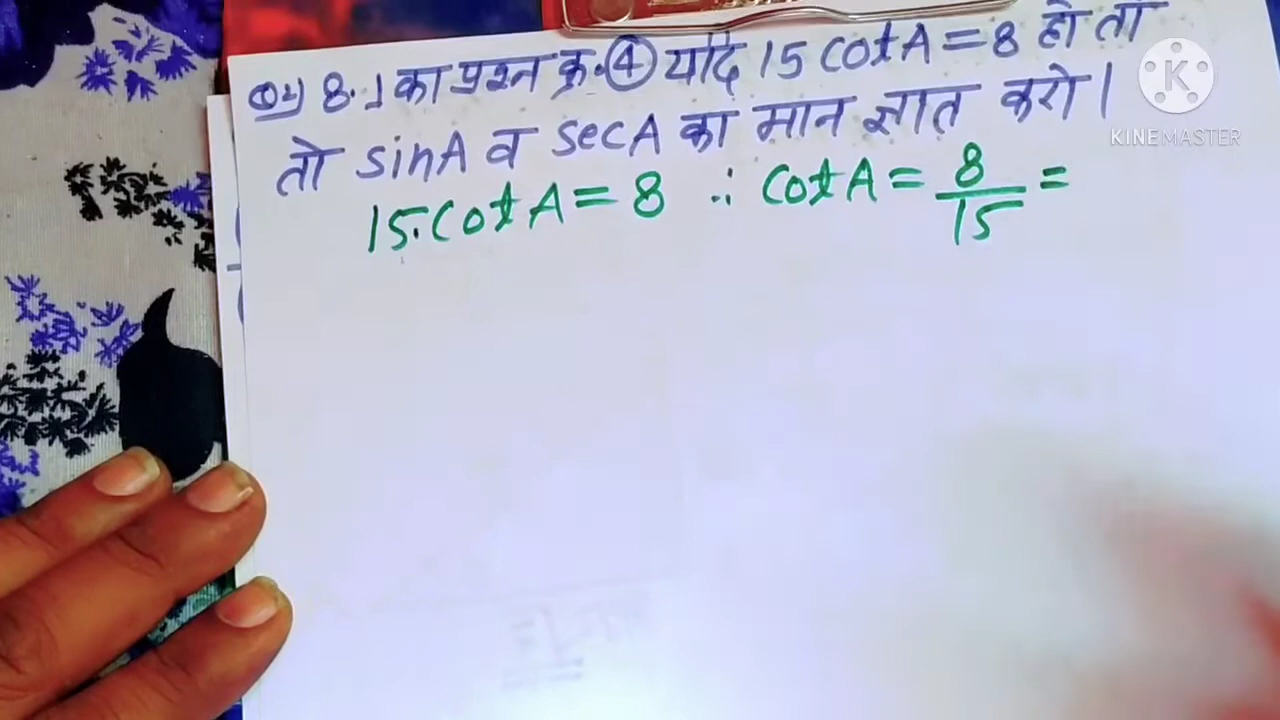 प्र 8.1 का प्रश्न क्र.④ यदि 15 cotA=8 हो तो
तो sinA व secA का मान ज्ञात करो।
15.cotA=8 ∴ cotA= 8/15 =
K
KINEMASTER